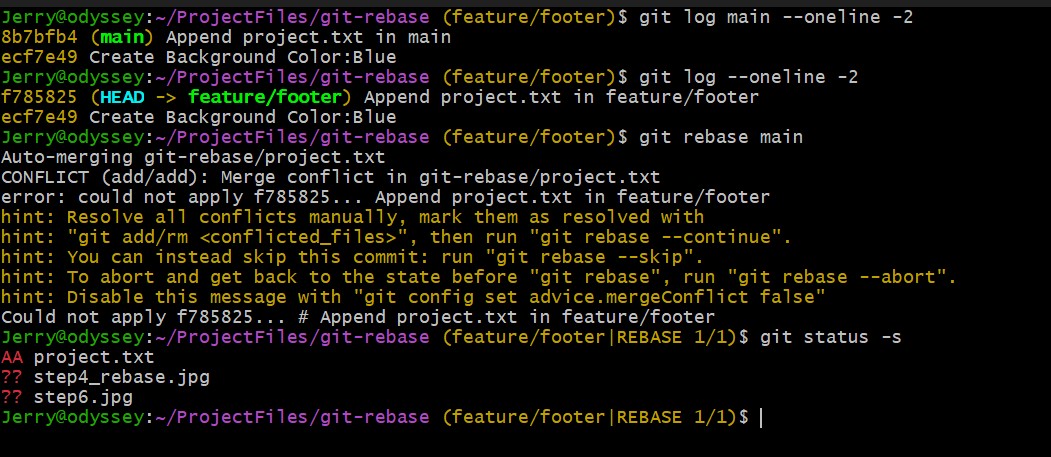 Jerry@odyssey:~/ProjectFiles/git-rebase (feature/footer)$ git log main --oneline -2
8b7bfb4 (main) Append project.txt in main
ecf7e49 Create Background Color:Blue
Jerry@odyssey:~/ProjectFiles/git-rebase (feature/footer)$ git log --oneline -2
f785825 (HEAD -> feature/footer) Append project.txt in feature/footer
ecf7e49 Create Background Color:Blue
Jerry@odyssey:~/ProjectFiles/git-rebase (feature/footer)$ git rebase main
Auto-merging git-rebase/project.txt
CONFLICT (add/add): Merge conflict in git-rebase/project.txt
error: could not apply f785825... Append project.txt in feature/footer
hint: Resolve all conflicts manually, mark them as resolved with
hint: "git add/rm <conflicted_files>", then run "git rebase --continue".
hint: You can instead skip this commit: run "git rebase --skip".
hint: To abort and get back to the state before "git rebase", run "git rebase --abort".
hint: Disable this message with "git config set advice.mergeConflict false"
Could not apply f785825... # Append project.txt in feature/footer
Jerry@odyssey:~/ProjectFiles/git-rebase (feature/footer|REBASE 1/1)$ git status -s
AA project.txt
?? step4_rebase.jpg
?? step6.jpg
Jerry@odyssey:~/ProjectFiles/git-rebase (feature/footer|REBASE 1/1)$